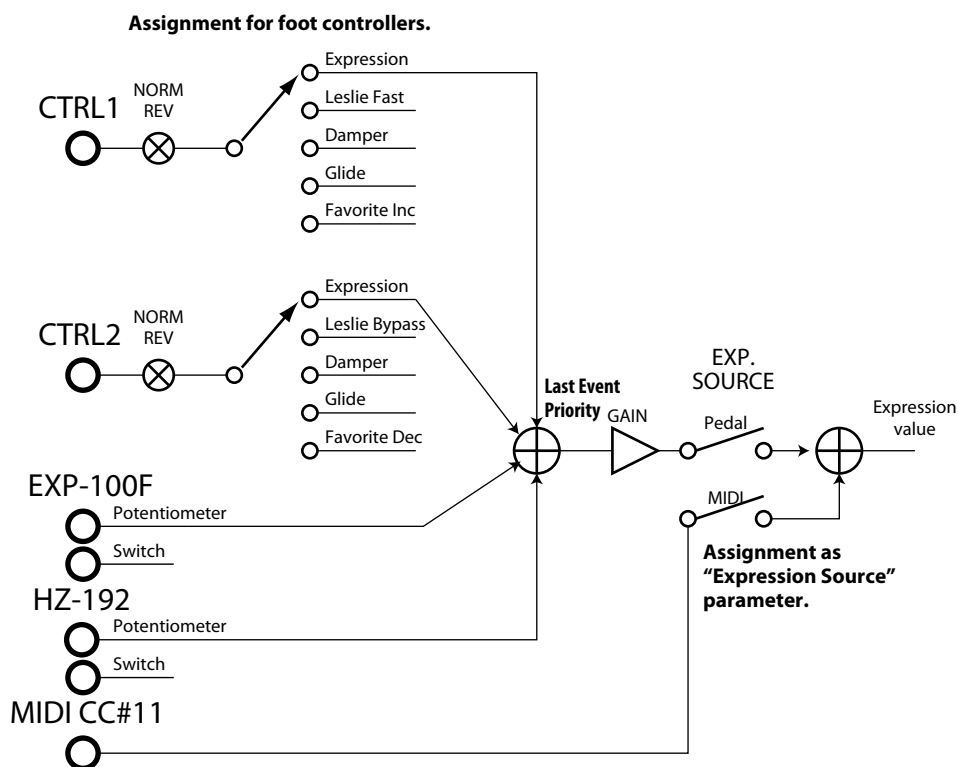 Assignment for foot controllers.
CTRL1
NORM
REV
Expression
Leslie Fast
Damper
Glide
Favorite Inc
CTRL2
NORM
REV
Expression
Leslie Bypass
Damper
Glide
Favorite Dec
Last Event
Priority
GAIN
EXP.
SOURCE
Pedal
Expression
value
EXP-100F
Potentiometer
Switch
MIDI
Assignment as
“Expression Source”
parameter.
HZ-192
Potentiometer
Switch
MIDI CC#11